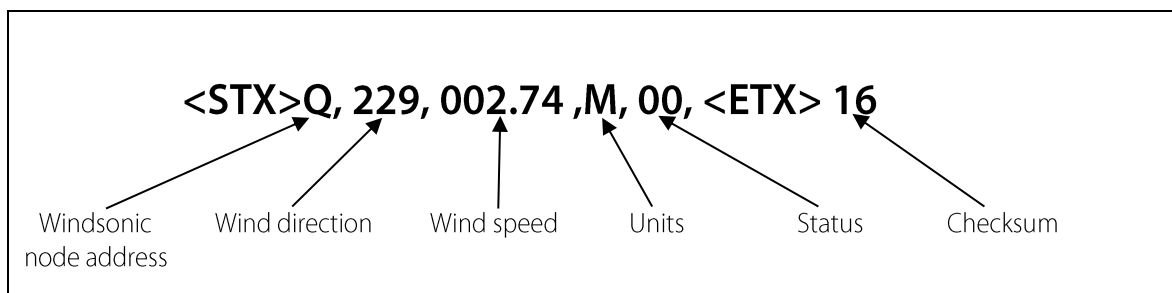 <STX>Q, 229, 002.74 ,M, 00, <ETX> 16
Windsonic node address
Wind direction
Wind speed
Units
Status
Checksum